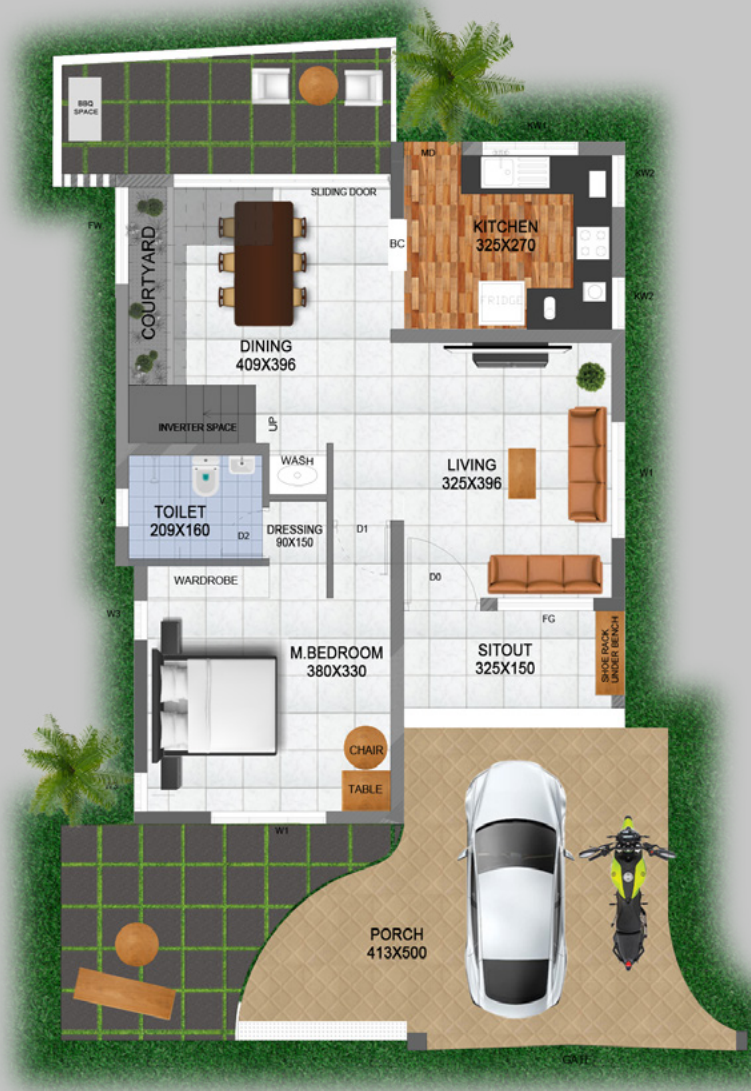 BBQ
SPACE
MD
KW1
KW2
SLIDING DOOR
FW
COURTYARD
BC
KITCHEN
325X270
FRIDGE
KW2
DINING
409X396
INVERTER SPACE
UP
WASH
LIVING
325X396
W1
V
TOILET
209X160
D2
DRESSING
90X150
D1
D0
WARDROBE
W3
FG
SITOUT
325X150
SHOE RACK
UNDER BENCH
M.BEDROOM
380X330
CHAIR
TABLE
W1
PORCH
413X500
GATE